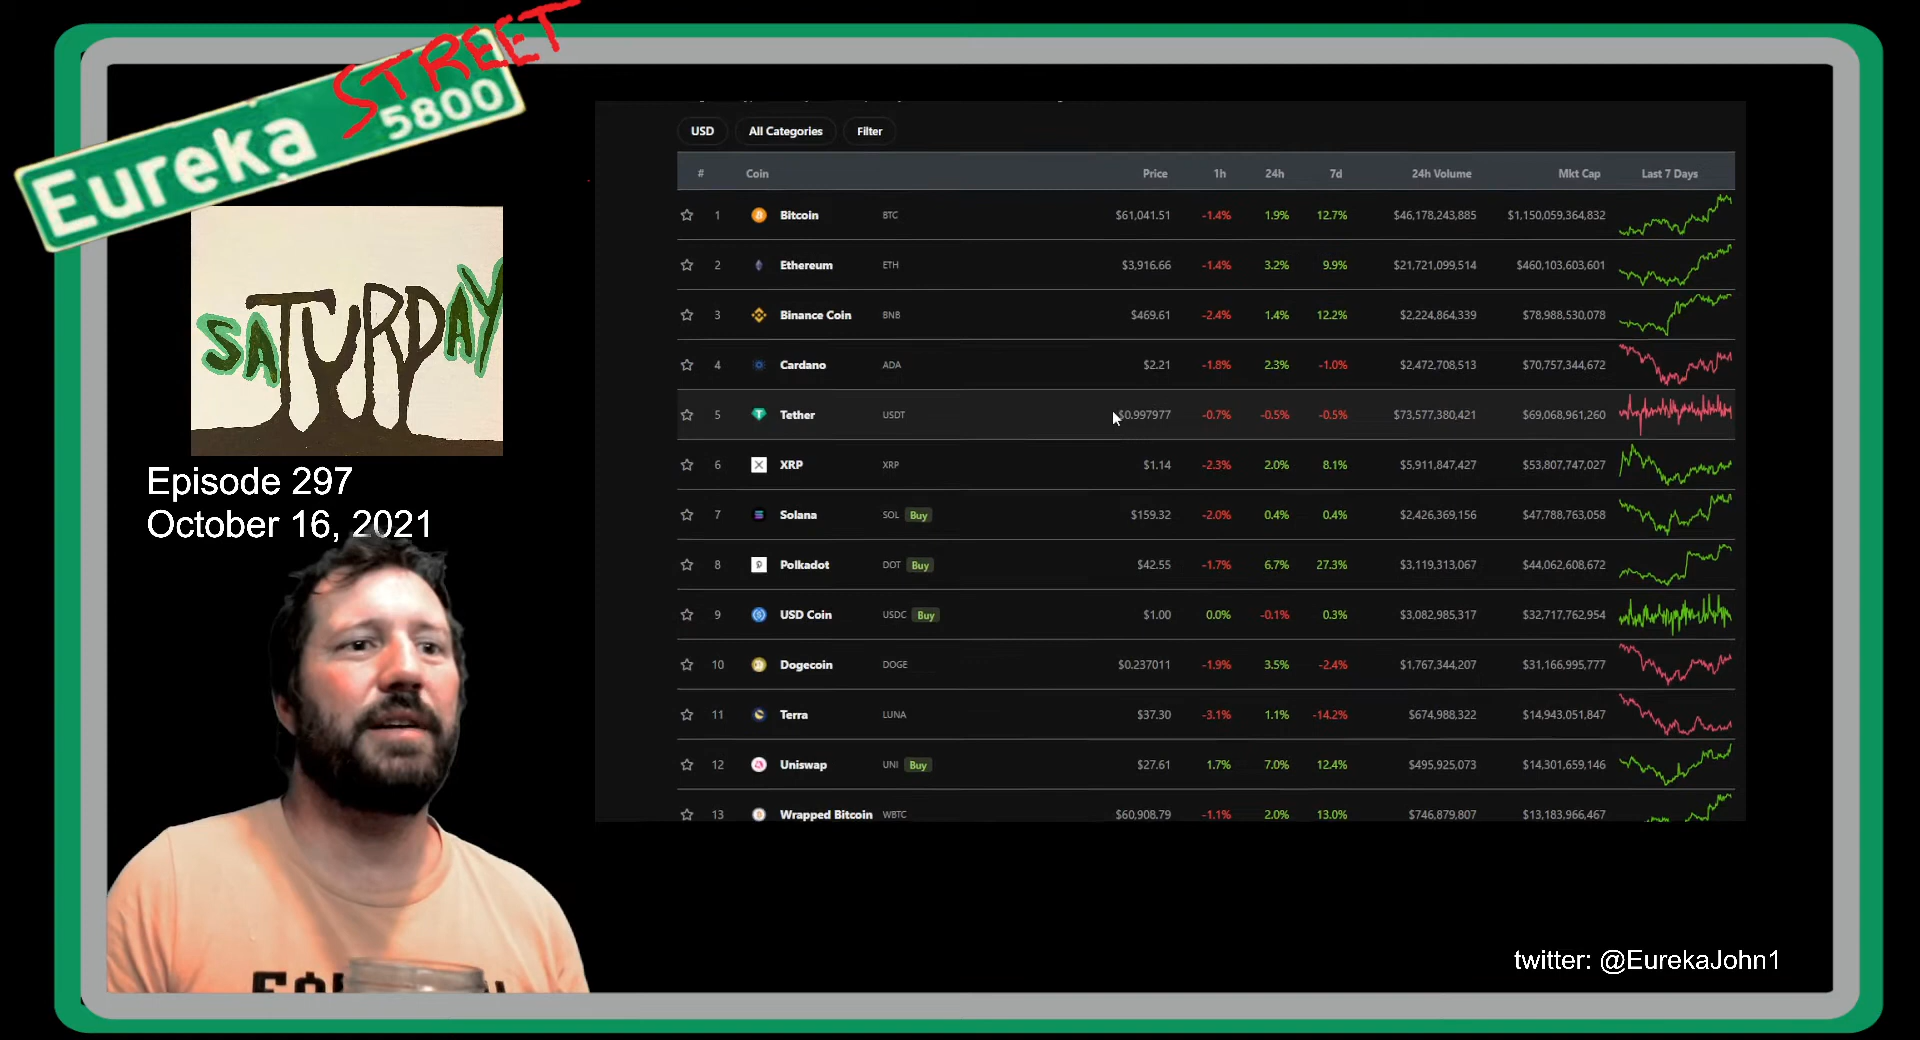 STREET
5800
Eureka
SATURDAY
Episode 297
October 16, 2021
USD All Categories Filter
# Coin Price 1h 24h 7d 24h Volume Mkt Cap Last 7 Days
1 Bitcoin BTC $61,041.51 -1.4% 1.9% 12.7% $46,178,243,885 $1,150,059,364,832
2 Ethereum ETH $3,916.66 -1.4% 3.2% 9.9% $21,721,099,514 $460,103,603,601
3 Binance Coin BNB $469.61 -2.4% 1.4% 12.2% $2,224,864,339 $78,988,530,078
4 Cardano ADA $2.21 -1.8% 2.3% -1.0% $2,472,708,513 $70,757,344,672
5 Tether USDT $0.997977 -0.7% -0.5% -0.5% $73,577,380,421 $69,068,961,260
6 XRP XRP $1.14 -2.3% 2.0% 8.1% $5,911,847,427 $53,807,747,027
7 Solana SOL Buy $159.32 -2.0% 0.4% 0.4% $2,426,369,156 $47,788,763,058
8 Polkadot DOT Buy $42.55 -1.7% 6.7% 27.3% $3,119,313,067 $44,062,608,672
9 USD Coin USDC Buy $1.00 0.0% -0.1% 0.3% $3,082,985,317 $32,717,762,954
10 Dogecoin DOGE $0.237011 -1.9% 3.5% -2.4% $1,767,344,207 $31,166,995,777
11 Terra LUNA $37.30 -3.1% 1.1% -14.2% $674,988,322 $14,943,051,847
12 Uniswap UNI Buy $27.61 1.7% 7.0% 12.4% $495,925,073 $14,301,659,146
13 Wrapped Bitcoin WBTC $60,908.79 -1.1% 2.0% 13.0% $746,879,807 $13,183,966,467
twitter: @EurekaJohn1